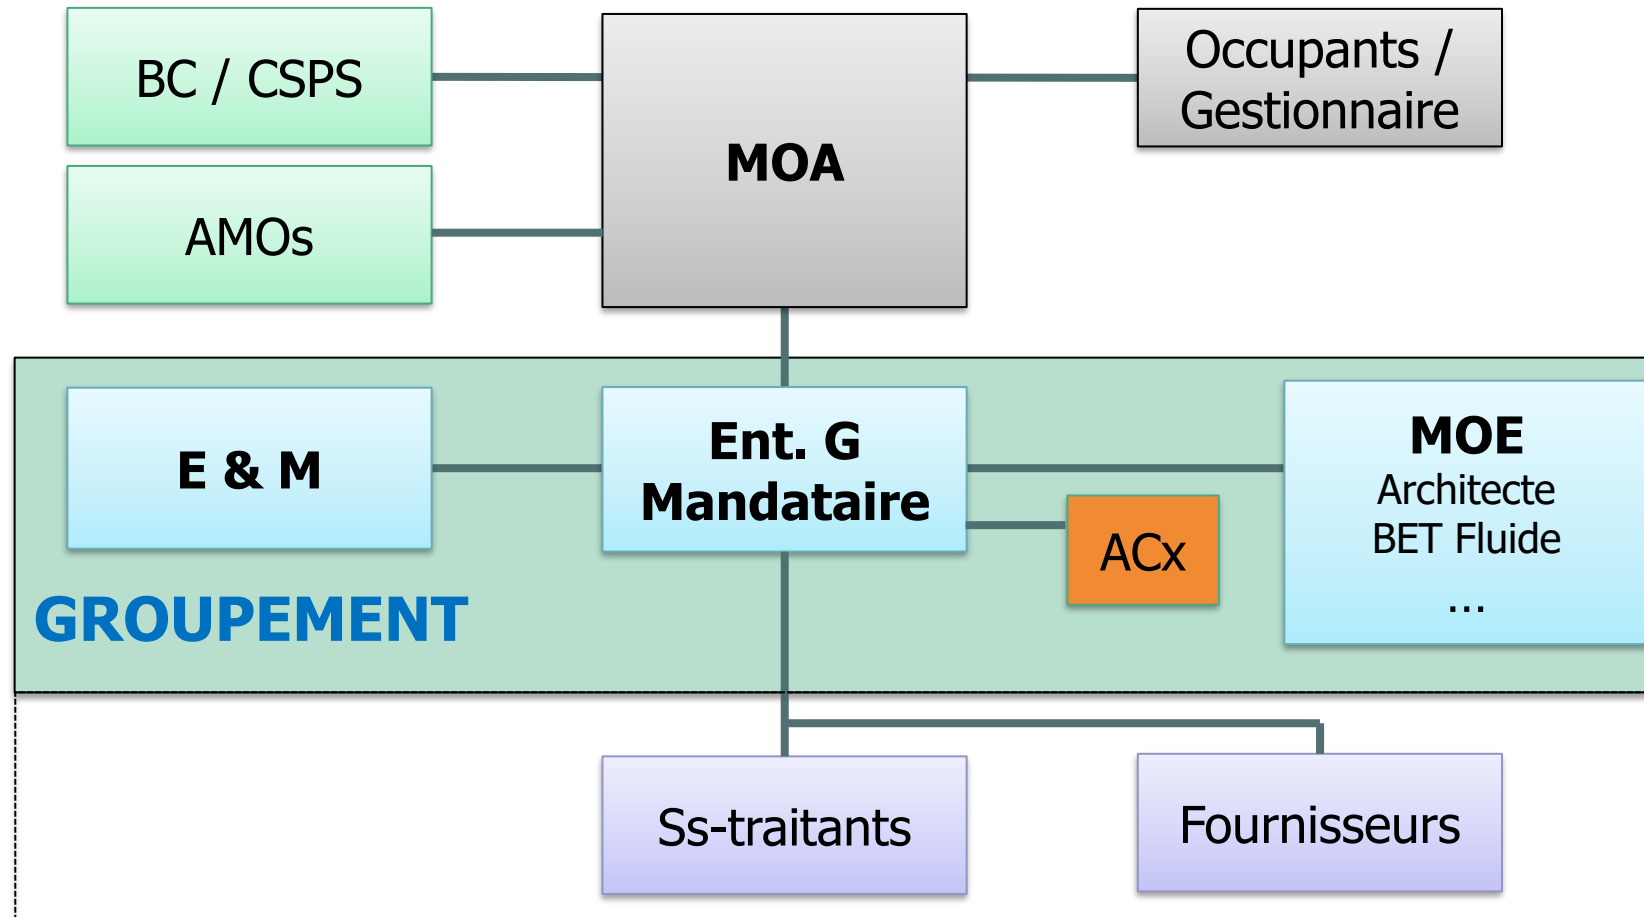 BC / CSPS
MOA
Occupants /
Gestionnaire
AMOs
E & M
Ent. G
Mandataire
MOE
Architecte
BET Fluide
...
ACx
GROUPEMENT
Ss-traitants
Fournisseurs